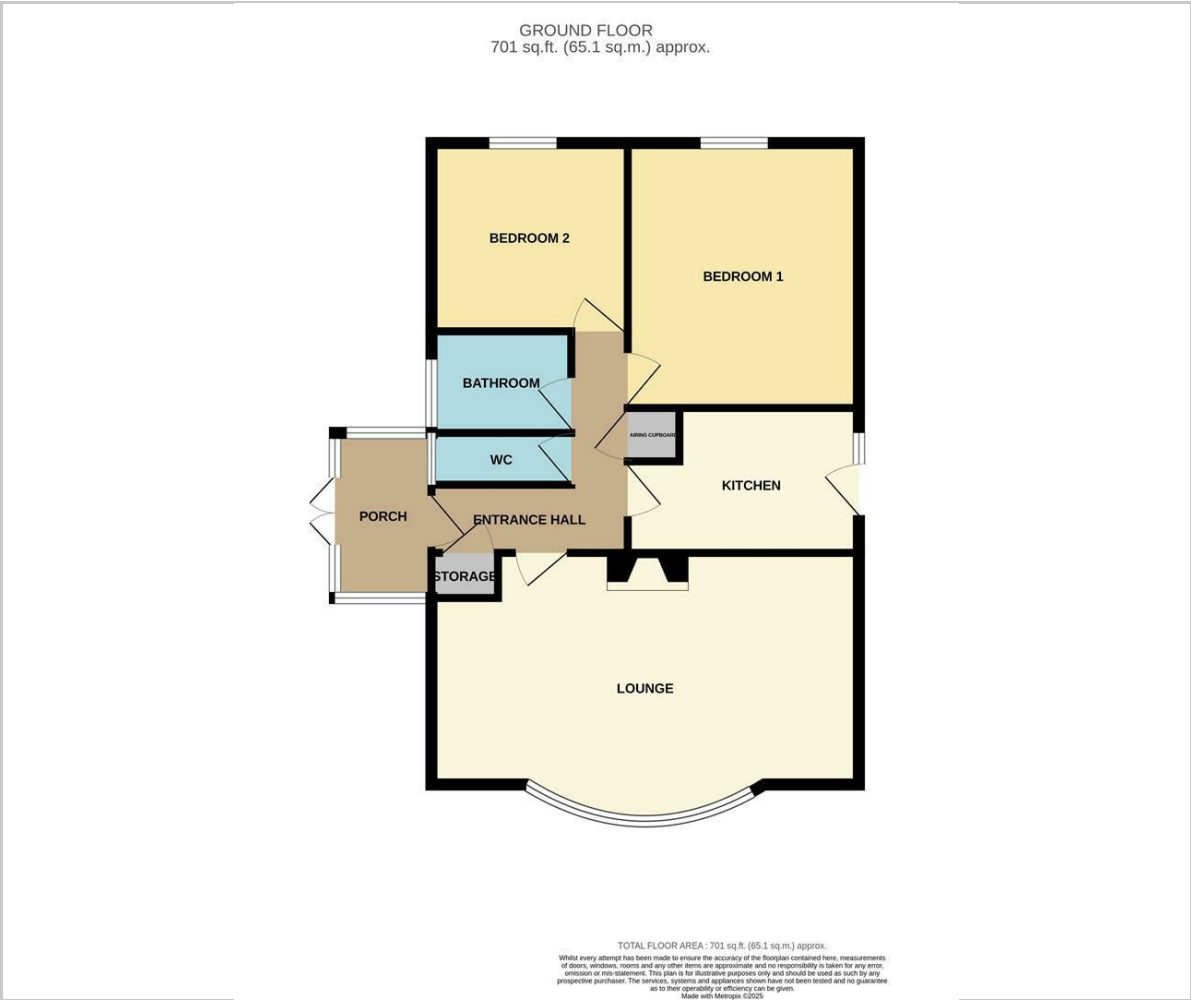 GROUND FLOOR
701 sq.ft. (65.1 sq.m.) approx.
BEDROOM 2
BEDROOM 1
BATHROOM
AIRING CUPBOARD
WC
KITCHEN
PORCH
ENTRANCE HALL
STORAGE
LOUNGE
TOTAL FLOOR AREA : 701 sq.ft. (65.1 sq.m.) approx.
Whilst every attempt has been made to ensure the accuracy of the floorplan contained here, measurements
of doors, windows, rooms and any other items are approximate and no responsibility is taken for any error,
omission or mis-statement. This plan is for illustrative purposes only and should be used as such by any
prospective purchaser. The services, systems and appliances shown have not been tested and no guarantee
as to their operability or efficiency can be given.
Made with Metropix ©2025